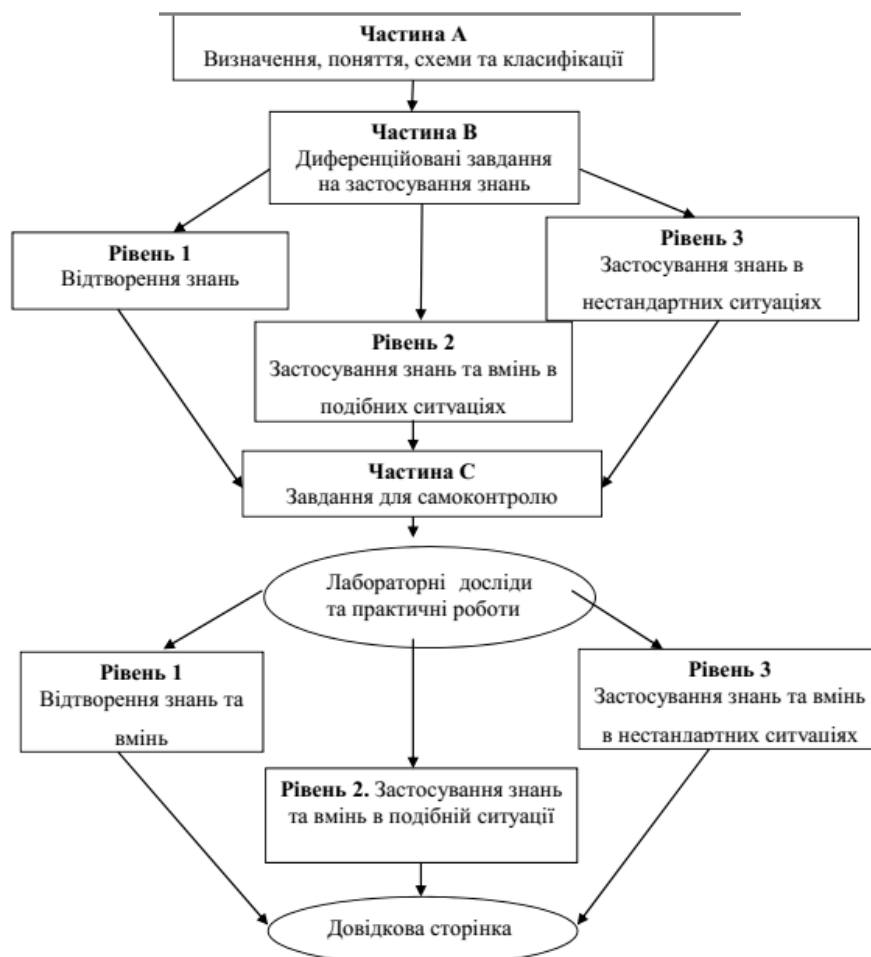 Частина А
Визначення, поняття, схеми та класифікації
Частина В
Диференційовані завдання
на застосування знань
Рівень 1
Відтворення знань
Рівень 3
Застосування знань в
нестандартних ситуаціях
Рівень 2
Застосування знань та вмінь в
подібних ситуаціях
Частина С
Завдання для самоконтролю
Лабораторні досліди
та практичні роботи
Рівень 1
Відтворення знань та
вмінь
Рівень 3
Застосування знань та вмінь
в нестандартних ситуаціях
Рівень 2. Застосування знань
та вмінь в подібній ситуації
Довідкова сторінка